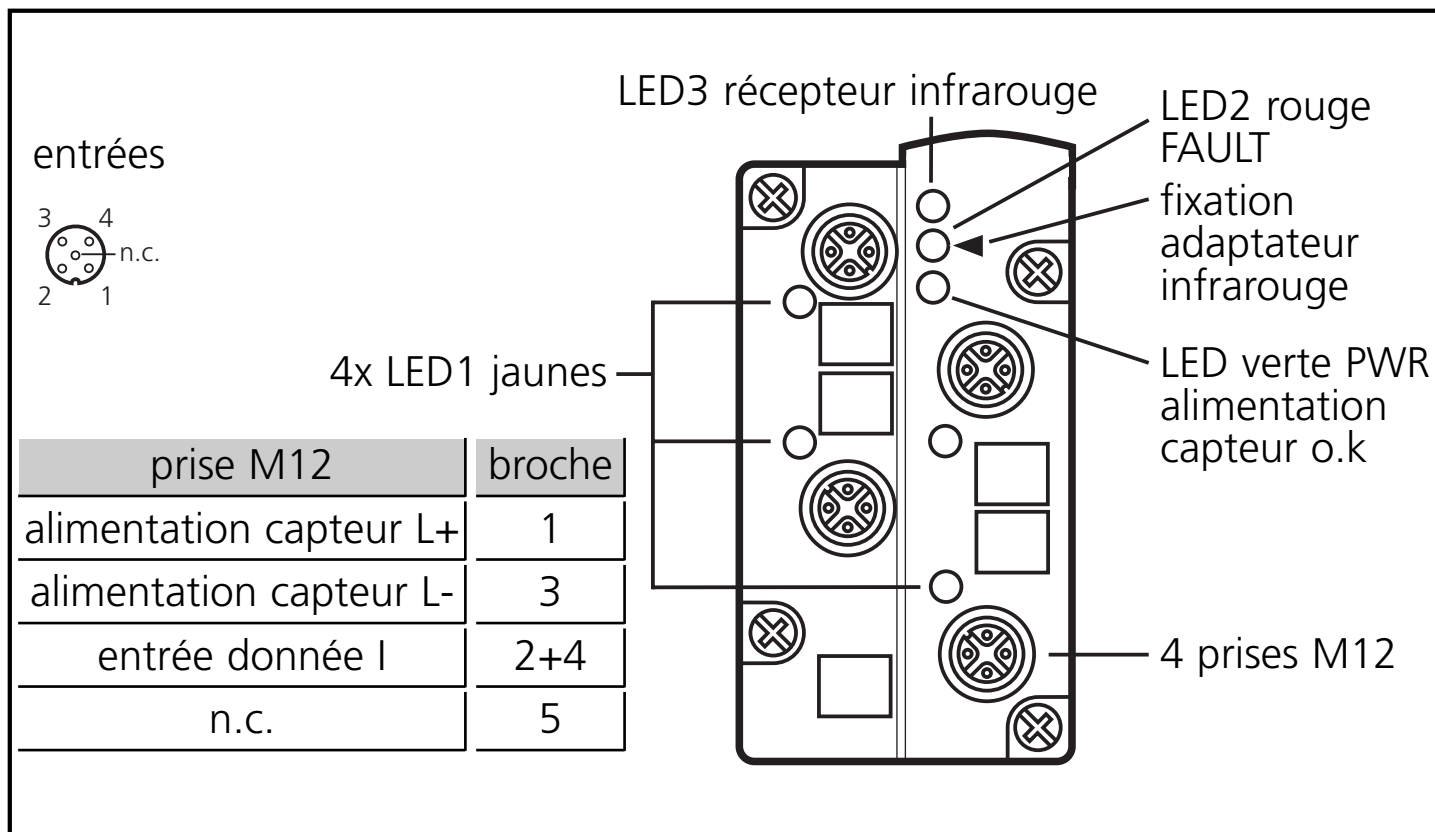 LED3 récepteur infrarouge
LED2 rouge
FAULT
fixation
adaptateur
infrarouge
LED verte PWR
alimentation
capteur o.k
4 prises M12
entrées
3 4
n.c.
2 1
4x LED1 jaunes
prise M12 broche
alimentation capteur L+ 1
alimentation capteur L- 3
entrée donnée I 2+4
n.c. 5